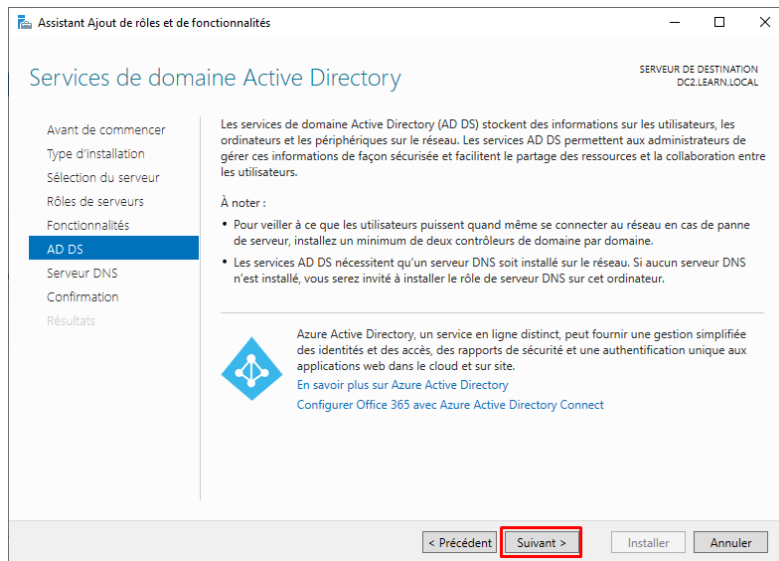 Assistant Ajout de rôles et de fonctionnalités
Services de domaine Active Directory
SERVEUR DE DESTINATION
DC2.LEARN.LOCAL
Avant de commencer
Type d'installation
Sélection du serveur
Rôles de serveurs
Fonctionnalités
AD DS
Serveur DNS
Confirmation
Résultats
Les services de domaine Active Directory (AD DS) stockent des informations sur les utilisateurs, les
ordinateurs et les périphériques sur le réseau. Les services AD DS permettent aux administrateurs de
gérer ces informations de façon sécurisée et facilitent le partage des ressources et la collaboration entre
les utilisateurs.
À noter :
• Pour veiller à ce que les utilisateurs puissent quand même se connecter au réseau en cas de panne
de serveur, installez un minimum de deux contrôleurs de domaine par domaine.
• Les services AD DS nécessitent qu'un serveur DNS soit installé sur le réseau. Si aucun serveur DNS
n'est installé, vous serez invité à installer le rôle de serveur DNS sur cet ordinateur.
Azure Active Directory, un service en ligne distinct, peut fournir une gestion simplifiée
des identités et des accès, des rapports de sécurité et une authentification unique aux
applications web dans le cloud et sur site.
En savoir plus sur Azure Active Directory
Configurer Office 365 avec Azure Active Directory Connect
< Précédent
Suivant >
Installer
Annuler